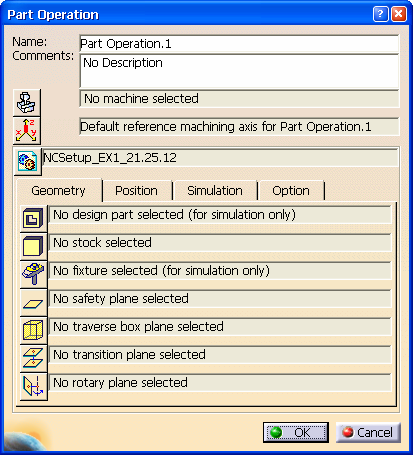 Part Operation
Name:
Part Operation.1
Comments:
No Description
No machine selected
Default reference machining axis for Part Operation.1
NCSetup_EX1_21.25.12
Geometry Position Simulation Option
No design part selected (for simulation only)
No stock selected
No fixture selected (for simulation only)
No safety plane selected
No traverse box plane selected
No transition plane selected
No rotary plane selected
OK Cancel